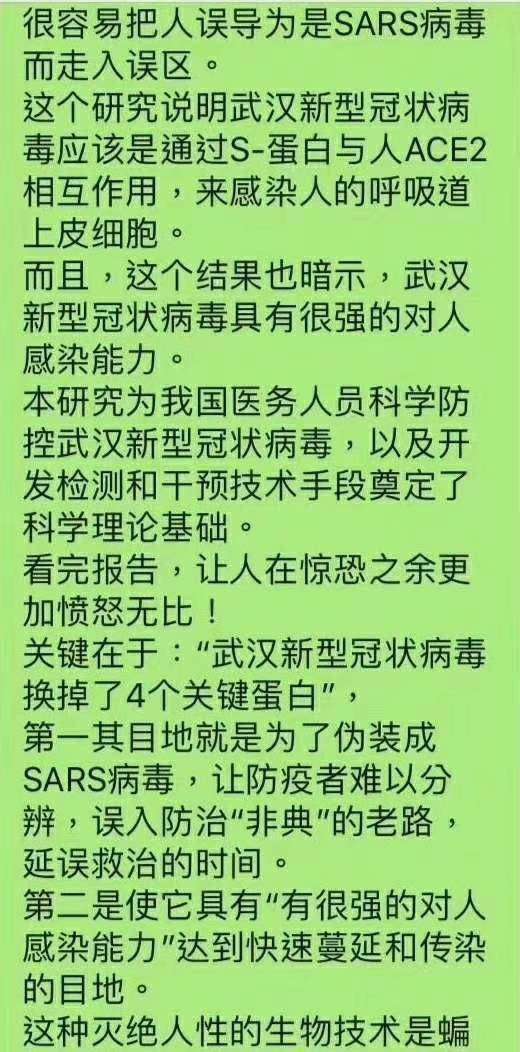 很容易把人误导为是SARS病毒
而走入误区。
这个研究说明武汉新型冠状病
毒应该是通过S-蛋白与人ACE2
相互作用，来感染人的呼吸道
上皮细胞。
而且，这个结果也暗示，武汉
新型冠状病毒具有很强的对人
感染能力。
本研究为我国医务人员科学防
控武汉新型冠状病毒，以及开
发检测和干预技术手段奠定了
科学理论基础。
看完报告，让人在惊恐之余更
加愤怒无比！
关键在于：“武汉新型冠状病毒
换掉了4个关键蛋白”，
第一其目地就是为了伪装成
SARS病毒，让防疫者难以分
辨，误入防治“非典”的老路，
延误救治的时间。
第二是使它具有“有很强的对人
感染能力”达到快速蔓延和传染
的目地。
这种灭绝人性的生物技术是蝙